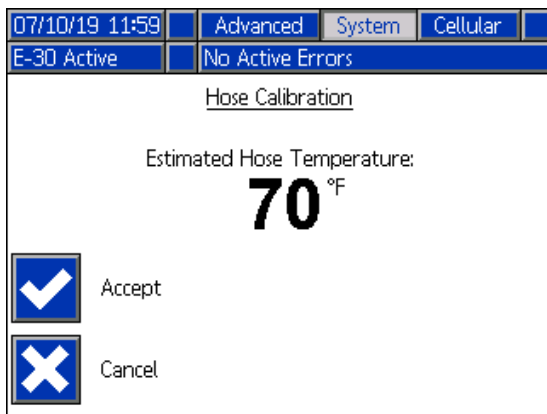 07/10/19 11:59 Advanced System Cellular
E-30 Active No Active Errors
Hose Calibration
Estimated Hose Temperature:
70 °F
Accept
Cancel